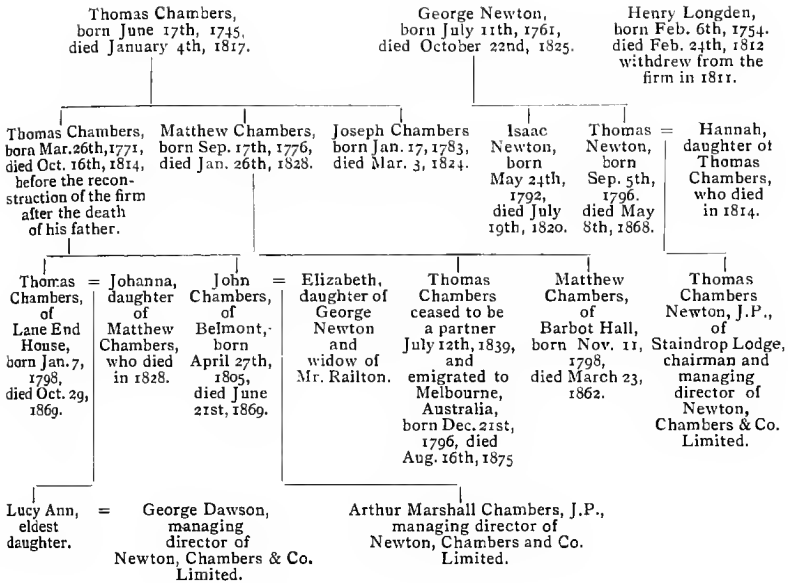 Thomas Chambers,
born June 17th, 1745,
died January 4th, 1817.
George Newton,
born July 11th, 1761,
died October 22nd, 1825.
Henry Longden,
born Feb. 6th, 1754.
died Feb. 24th, 1812
withdrew from the
firm in 1811.
Thomas Chambers,
born Mar. 26th, 1771,
died Oct. 16th, 1814,
before the recon-
struction of the firm
after the death
of his father.
Matthew Chambers,
born Sep. 17th, 1776,
died Jan. 26th, 1828.
Joseph Chambers
born Jan. 17, 1783,
died Mar. 3, 1824.
Isaac
Newton,
born
May 24th,
1792,
died July
19th, 1820.
Thomas =
Newton,
born
Sep. 5th,
1796.
died May
8th, 1868.
Hannah,
daughter of
Thomas
Chambers,
who died
in 1814.
Thomas =
Chambers,
of
Lane End
House,
born Jan. 7,
1798,
died Oct. 29,
1869.
Johanna,
daughter
of
Matthew
Chambers,
who died
in 1828.
John =
Chambers,
of
Belmont,
born
April 27th,
1805,
died June
21st, 1869.
Elizabeth,
daughter of
George
Newton
and
widow of
Mr. Railton.
Thomas
Chambers
ceased to be
a partner
July 12th, 1839,
and
emigrated to
Melbourne,
Australia,
born Dec. 21st,
1796, died
Aug. 16th, 1875
Matthew
Chambers,
of
Barbot Hall,
born Nov. 11,
1798,
died March 23,
1862.
Thomas
Chambers
Newton, J.P.,
of
Staindrop Lodge,
chairman and
managing
director of
Newton,
Chambers & Co.
Limited.
Lucy Ann, =
eldest
daughter.
George Dawson,
managing
director of
Newton, Chambers & Co.
Limited.
Arthur Marshall Chambers, J.P.,
managing director of
Newton, Chambers and Co.
Limited.